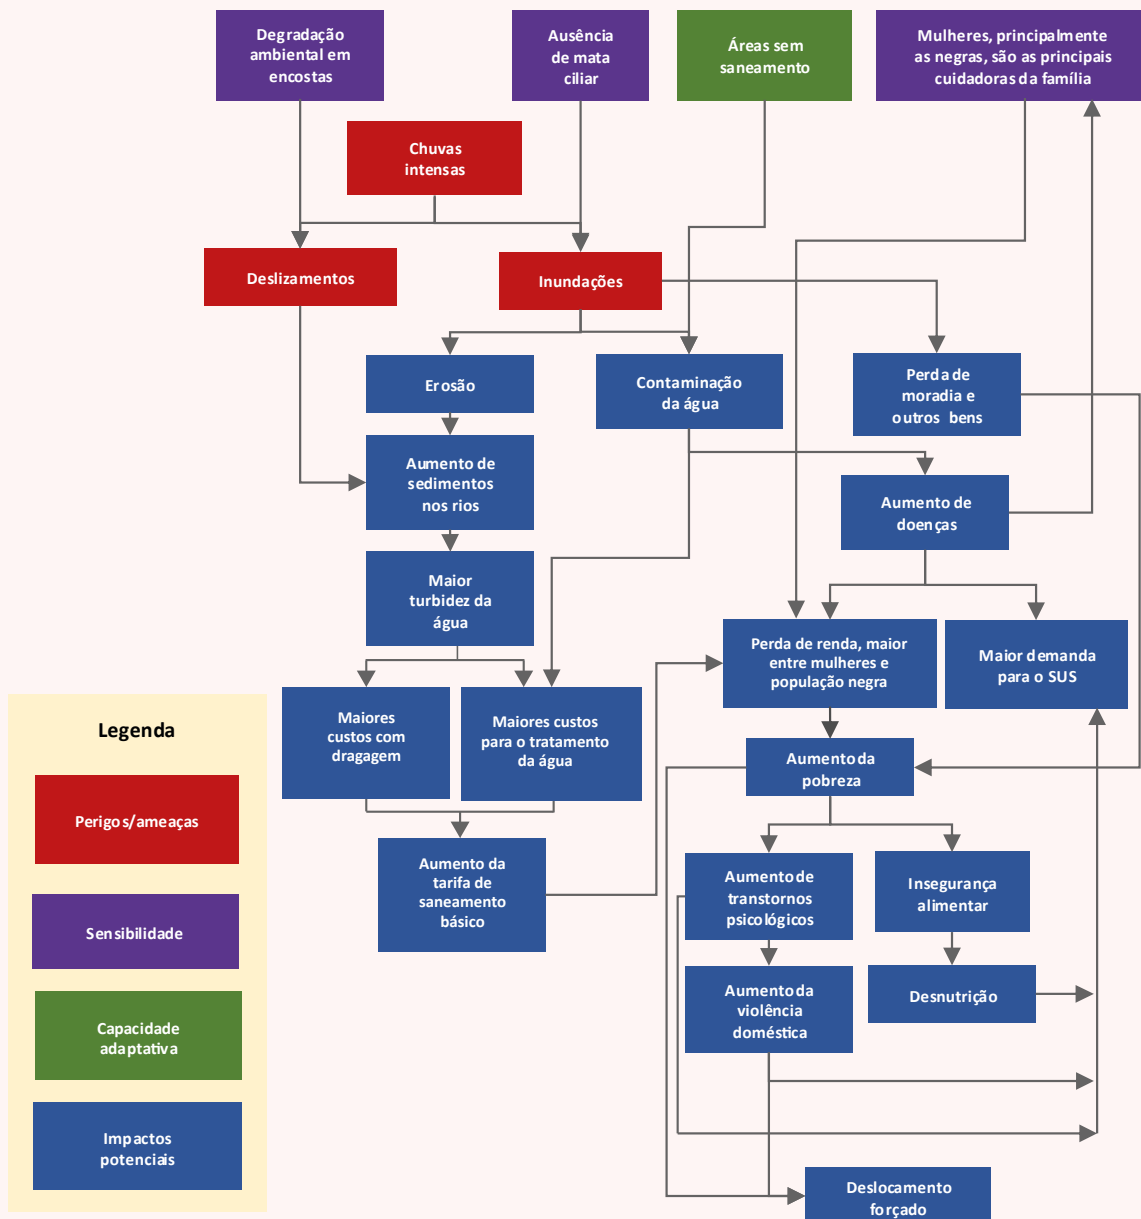 Degradação
ambiental em
encostas
Ausência
de mata
ciliar
Áreas sem
saneamento
Mulheres, principalmente
as negras, são as principais
cuidadoras da família
Chuvas
intensas
Deslizamentos
Inundações
Erosão
Contaminação
da água
Perda de
moradia e
outros bens
Aumento de
sedimentos
nos rios
Aumento de
doenças
Maior
turbidez da
água
Perda de renda, maior
entre mulheres e
população negra
Maior demanda
para o SUS
Maiores
custos com
dragagem
Maiores custos
para o tratamento
da água
Aumento da
pobreza
Aumento da
tarifa de
saneamento
básico
Aumento de
transtornos
psicológicos
Insegurança
alimentar
Aumento da
violência
doméstica
Desnutrição
Deslocamento
forçado
Legenda
Perigos/ameaças
Sensibilidade
Capacidade
adaptativa
Impactos
potenciais